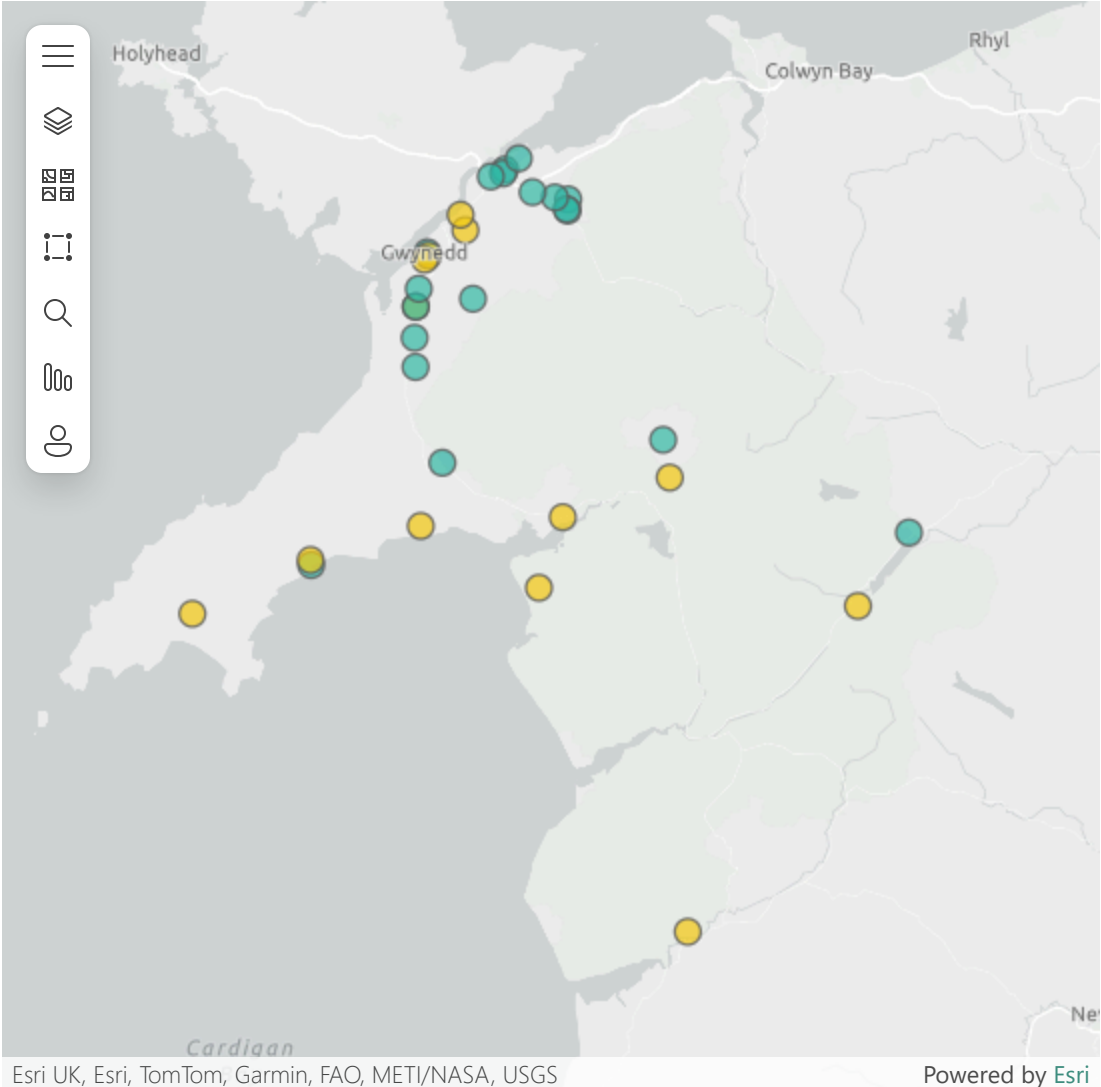 Holyhead
Rhyl
Colwyn Bay
Gwynedd
Cardigan
Esri UK, Esri, TomTom, Garmin, FAO, METI/NASA, USGS
Powered by Esri